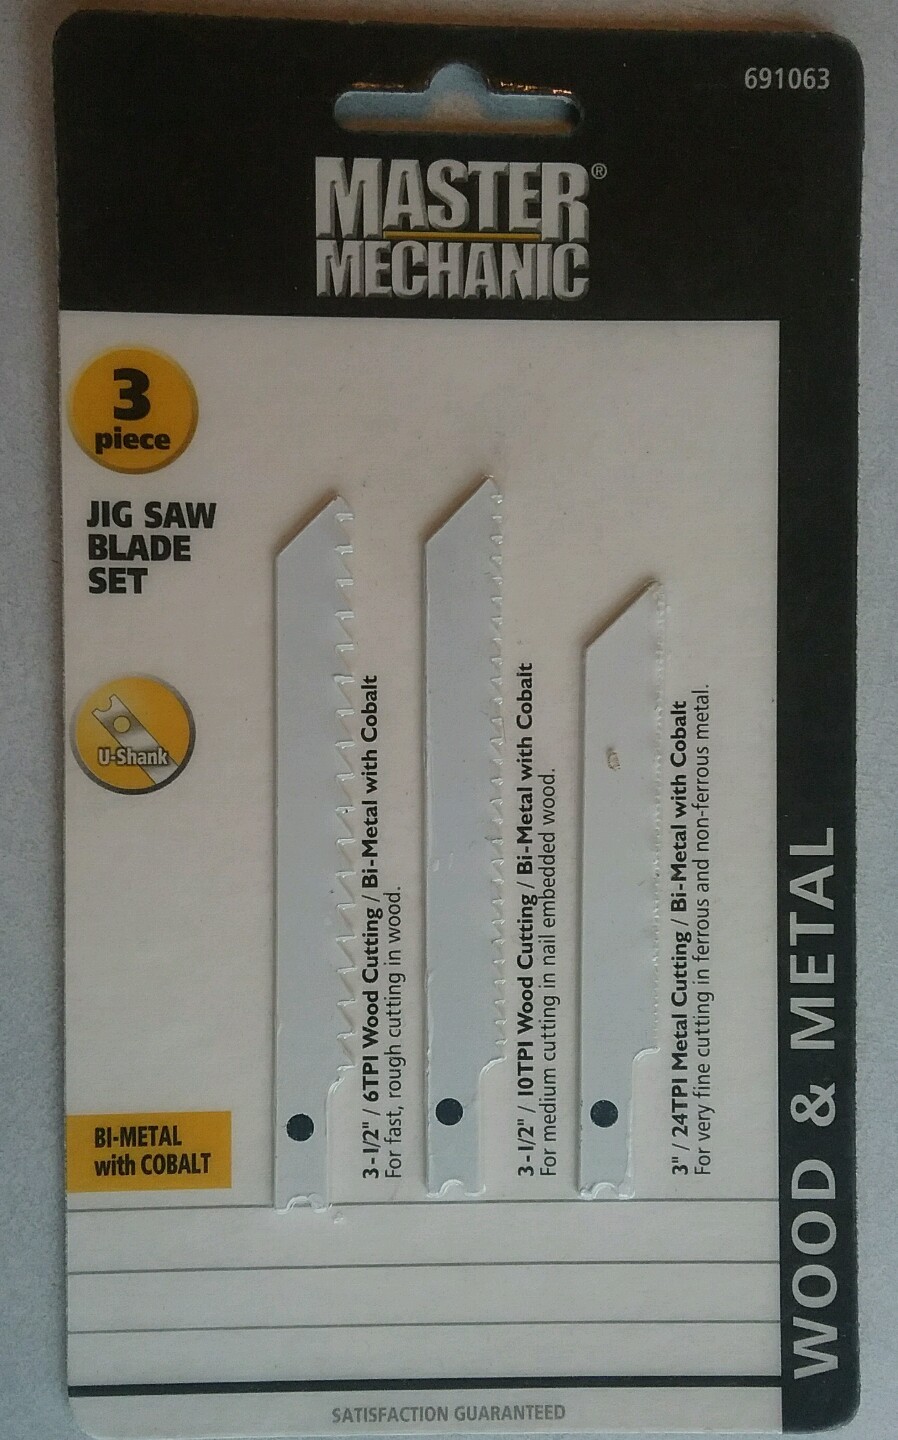 691063
MASTER®
MECHANIC
3
piece
JIG SAW
BLADE
SET
U-Shank
3-1/2" / 6TPI Wood Cutting / Bi-Metal with Cobalt
For fast, rough cutting in wood.
3-1/2" / 10TPI Wood Cutting / Bi-Metal with Cobalt
For medium cutting in nail embedded wood.
3" / 24TPI Metal Cutting / Bi-Metal with Cobalt
For very fine cutting in ferrous and non-ferrous metal.
BI-METAL
with COBALT
WOOD & METAL
SATISFACTION GUARANTEED